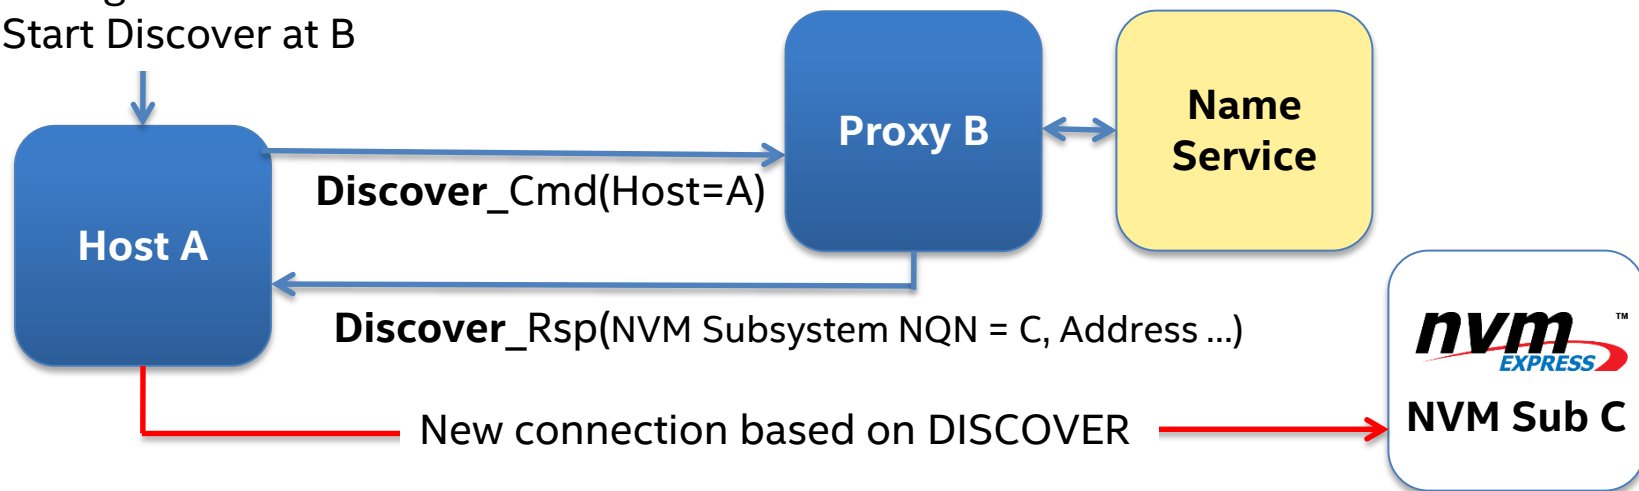 Start Discover at B
Host A
Discover_Cmd(Host=A)
Proxy B
Name
Service
Discover_Rsp(NVM Subsystem NQN = C, Address ...)
New connection based on DISCOVER
nvm ™
EXPRESS
NVM Sub C